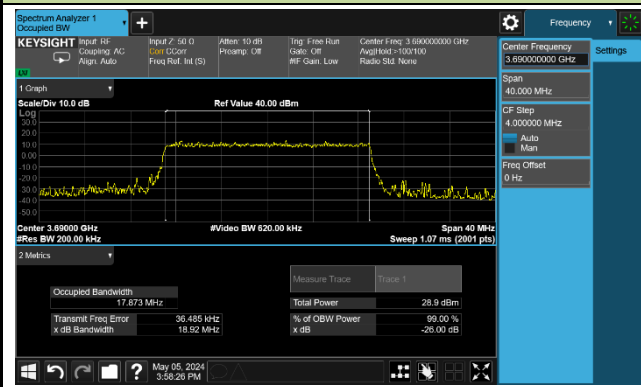 Spectrum Analyzer 1
Occupied BW
Frequency
KEYSIGHT
Input: RF
Coupling: AC
Align: Auto
Input Z: 50 Ω
Corr CCorr
Freq Ref: Int (S)
Atten: 10 dB
Preamp: Off
Trig: Free Run
Gate: Off
#IF Gain: Low
Center Freq: 3.690000000 GHz
Avg|Hold:>100/100
Radio Std: None
Center Frequency
3.690000000 GHz
Settings
Span
40.000 MHz
CF Step
4.000000 MHz
Auto
Man
Freq Offset
0 Hz
1 Graph
Scale/Div 10.0 dB
Ref Value 40.00 dBm
Log
30.0
20.0
10.0
0.00
-10.0
-20.0
-30.0
-40.0
-50.0
Center 3.69000 GHz
#Video BW 620.00 kHz
Span 40 MHz
#Res BW 200.00 kHz
Sweep 1.07 ms (2001 pts)
2 Metrics
Measure Trace
Trace 1
Occupied Bandwidth
17.873 MHz
Total Power
28.9 dBm
Transmit Freq Error
36.485 kHz
% of OBW Power
99.00 %
x dB Bandwidth
18.92 MHz
x dB
-26.00 dB
May 05, 2024
3:58:26 PM